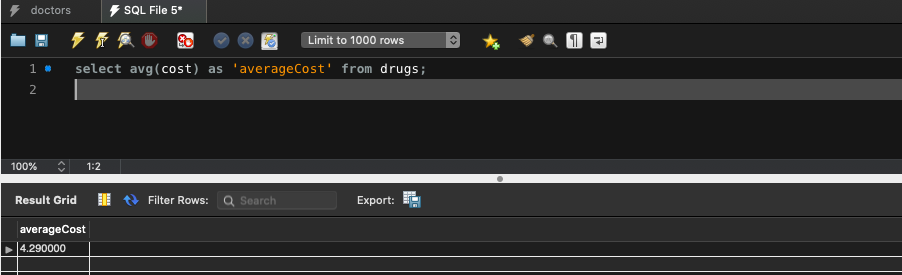 doctors
SQL File 5*
Limit to 1000 rows
1 select avg(cost) as 'averageCost' from drugs;
2
100% 1:2
Result Grid Filter Rows: Search Export:
averageCost
4.290000